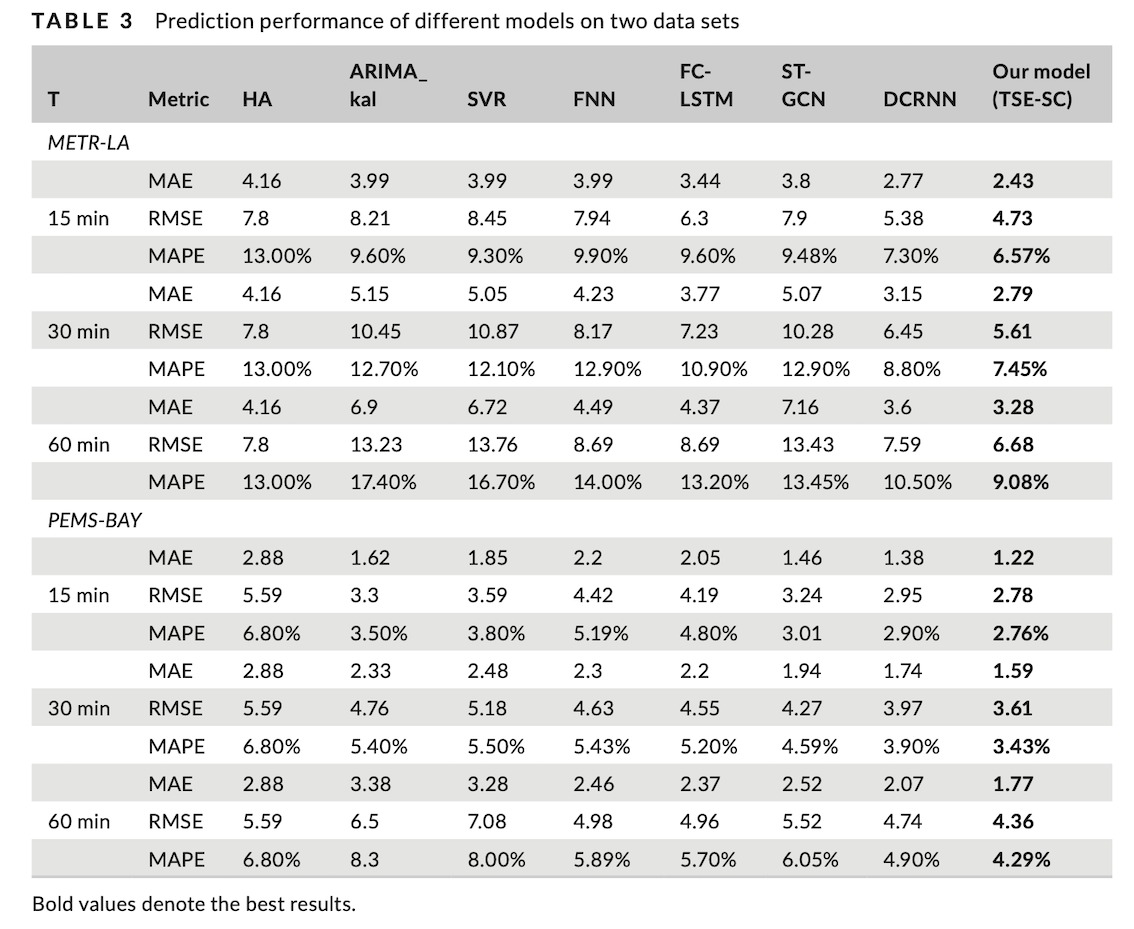 TABLE 3 Prediction performance of different models on two data sets
T Metric HA ARIMA_kal SVR FNN FC-LSTM ST-GCN DCRNN Our model (TSE-SC)
METR-LA
MAE 4.16 3.99 3.99 3.99 3.44 3.8 2.77 2.43
15 min RMSE 7.8 8.21 8.45 7.94 6.3 7.9 5.38 4.73
MAPE 13.00% 9.60% 9.30% 9.90% 9.60% 9.48% 7.30% 6.57%
MAE 4.16 5.15 5.05 4.23 3.77 5.07 3.15 2.79
30 min RMSE 7.8 10.45 10.87 8.17 7.23 10.28 6.45 5.61
MAPE 13.00% 12.70% 12.10% 12.90% 10.90% 12.90% 8.80% 7.45%
MAE 4.16 6.9 6.72 4.49 4.37 7.16 3.6 3.28
60 min RMSE 7.8 13.23 13.76 8.69 8.69 13.43 7.59 6.68
MAPE 13.00% 17.40% 16.70% 14.00% 13.20% 13.45% 10.50% 9.08%
PEMS-BAY
MAE 2.88 1.62 1.85 2.2 2.05 1.46 1.38 1.22
15 min RMSE 5.59 3.3 3.59 4.42 4.19 3.24 2.95 2.78
MAPE 6.80% 3.50% 3.80% 5.19% 4.80% 3.01 2.90% 2.76%
MAE 2.88 2.33 2.48 2.3 2.2 1.94 1.74 1.59
30 min RMSE 5.59 4.76 5.18 4.63 4.55 4.27 3.97 3.61
MAPE 6.80% 5.40% 5.50% 5.43% 5.20% 4.59% 3.90% 3.43%
MAE 2.88 3.38 3.28 2.46 2.37 2.52 2.07 1.77
60 min RMSE 5.59 6.5 7.08 4.98 4.96 5.52 4.74 4.36
MAPE 6.80% 8.3 8.00% 5.89% 5.70% 6.05% 4.90% 4.29%
Bold values denote the best results.